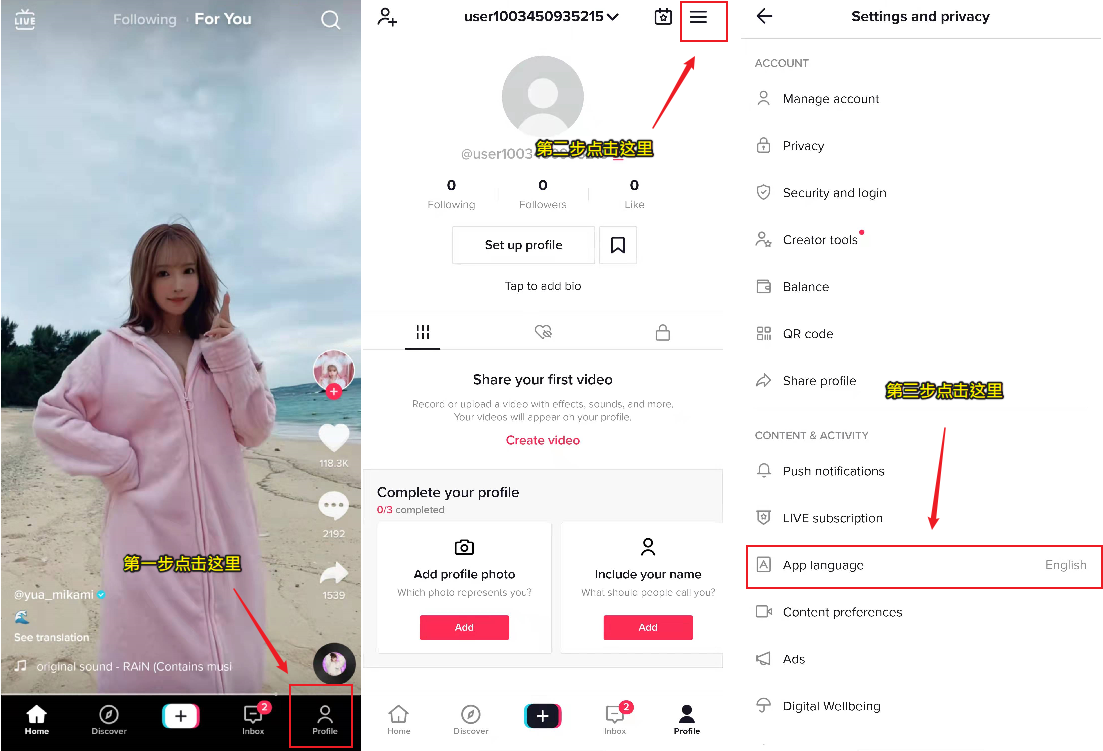 LIVE
Following
For You
118.3K
2192
1539
第一步点击这里
@yua_mikami
🌊
See translation
original sound - RAiN (Contains musi
Home
Discover
2
Inbox
Profile
user1003450935215
第二步点击这里
@user1003
0
Following
0
Followers
0
Like
Set up profile
Tap to add bio
Share your first video
Record or upload a video with effects, sounds, and more.
Your videos will appear on your profile.
Create video
Complete your profile
0/3 completed
Add profile photo
Which photo represents you?
Add
Include your name
What should people call you?
Add
Home
Discover
2
Inbox
Profile
Settings and privacy
ACCOUNT
Manage account
Privacy
Security and login
Creator tools
Balance
QR code
Share profile
第三步点击这里
CONTENT & ACTIVITY
Push notifications
LIVE subscription
App language
English
Content preferences
Ads
Digital Wellbeing